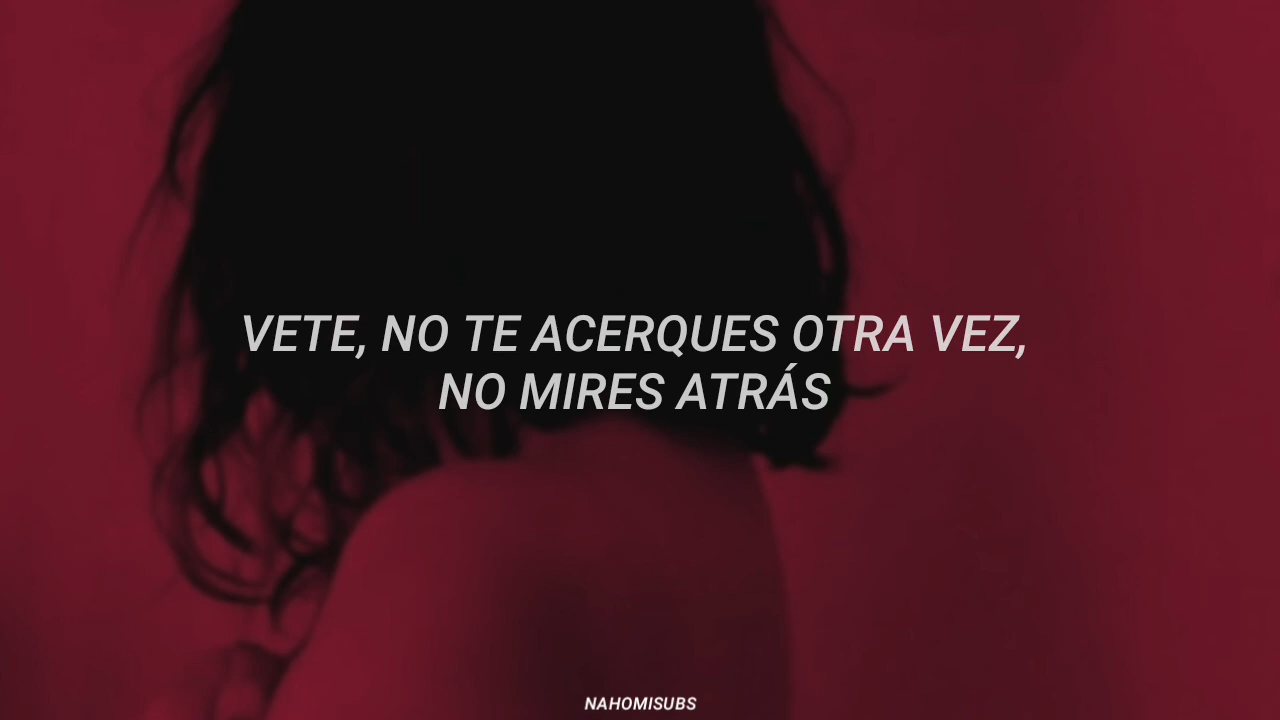 VETE, NO TE ACERQUES OTRA VEZ,
NO MIRES ATRÁS
NAHOMISUBS